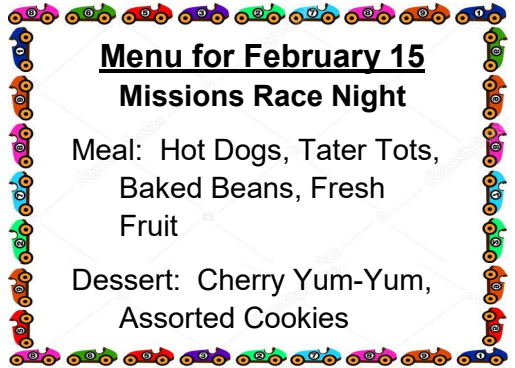 Menu for February 15
Missions Race Night
Meal: Hot Dogs, Tater Tots,
Baked Beans, Fresh
Fruit
Dessert: Cherry Yum-Yum,
Assorted Cookies